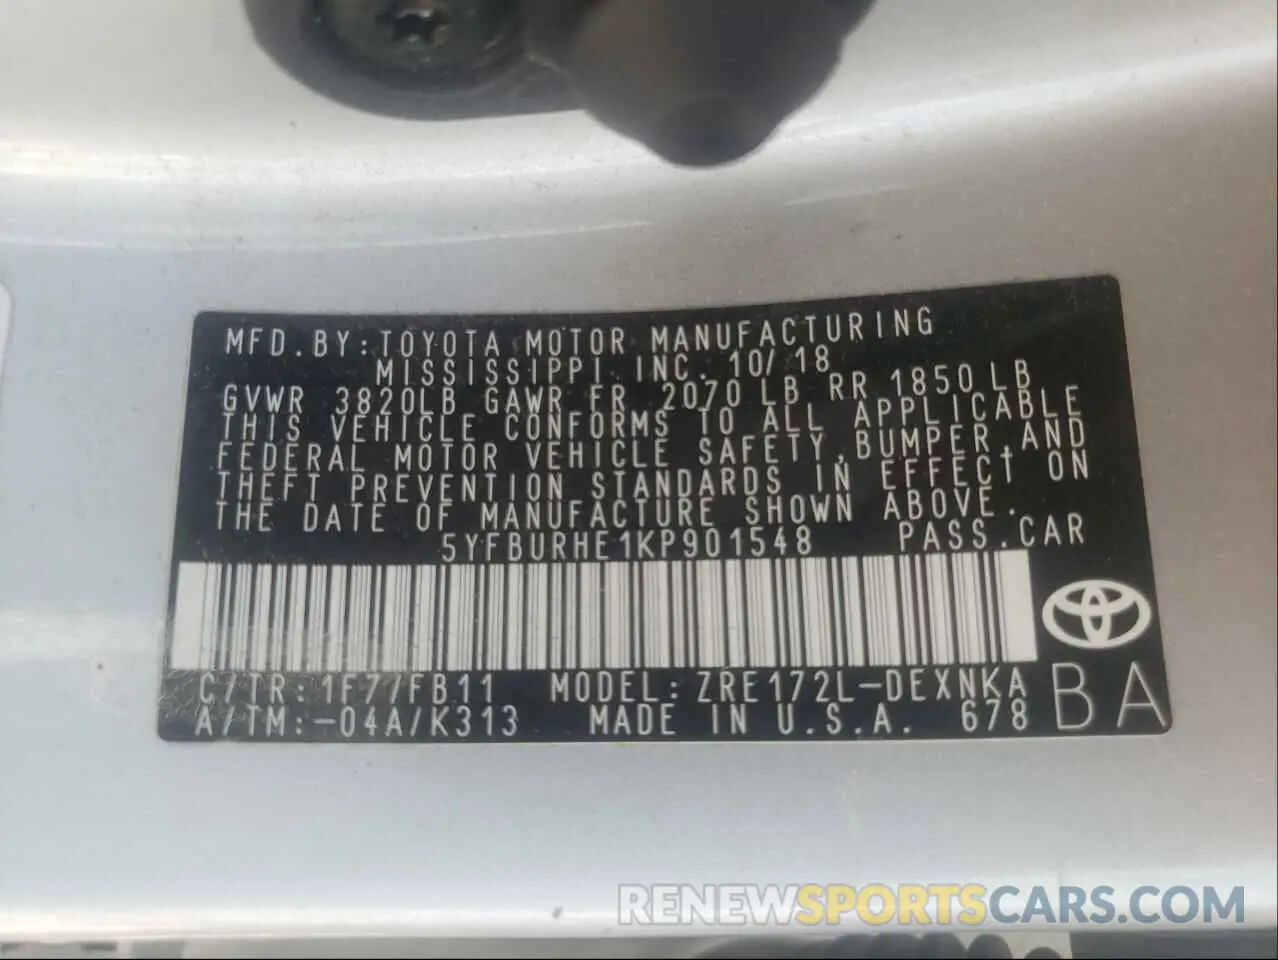 MFD.BY:TOYOTA MOTOR MANUFACTURING
MISSISSIPPI, INC. 10/18
GVWR 3820LB GAWR FR 2070 LB RR 1850LB
THIS VEHICLE CONFORMS TO ALL APPLICABLE
FEDERAL MOTOR VEHICLE SAFETY,BUMPER,AND
THEFT PREVENTION STANDARDS IN EFFECT ON
THE DATE OF MANUFACTURE SHOWN ABOVE.
5YFBURHE1KP901548 PASS.CAR
C/TR:1F7/FB11 MODEL:ZRE172L-DEXNKA
A/TM:-04A/K313 MADE IN U.S.A. 678
BA
RENEWSPORTSCARS.COM